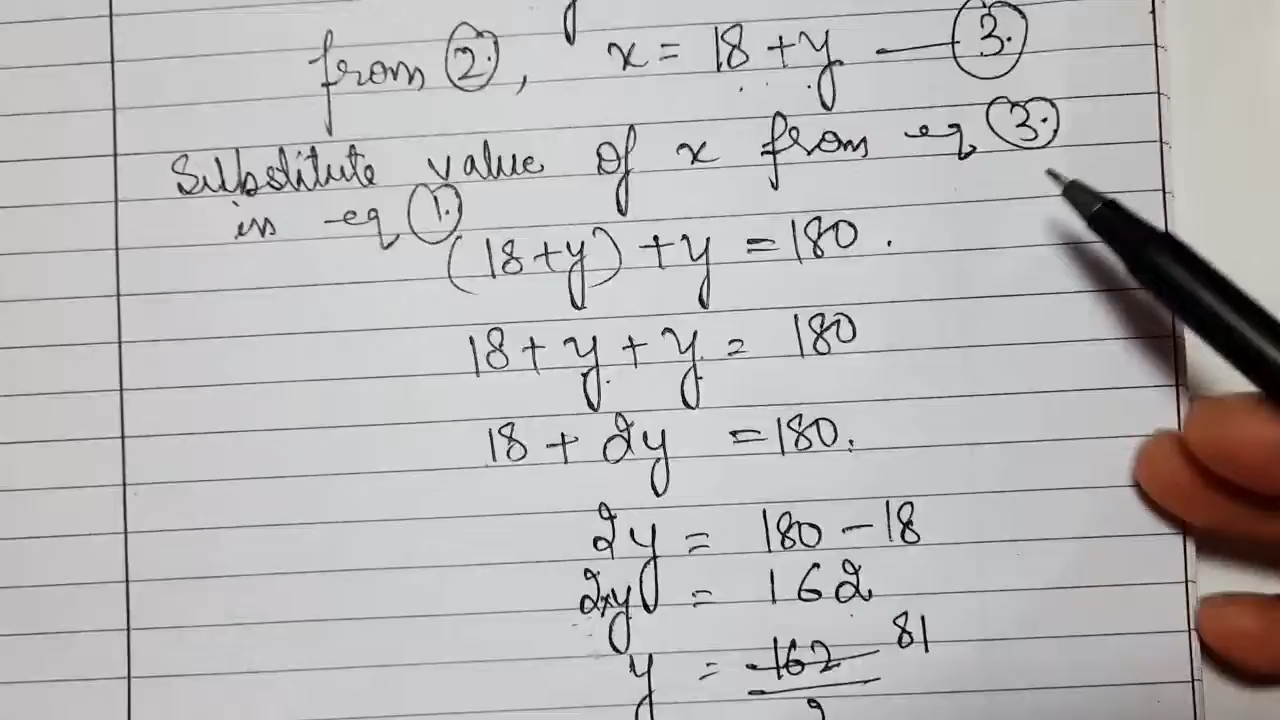 from ②, x = 18 + y — ③
Substitute value of x from eq ③
in eq ①
(18+y) + y = 180.
18 + y + y = 180
18 + 2y = 180.
2y = 180 - 18
2y = 162
y = 162/2 81